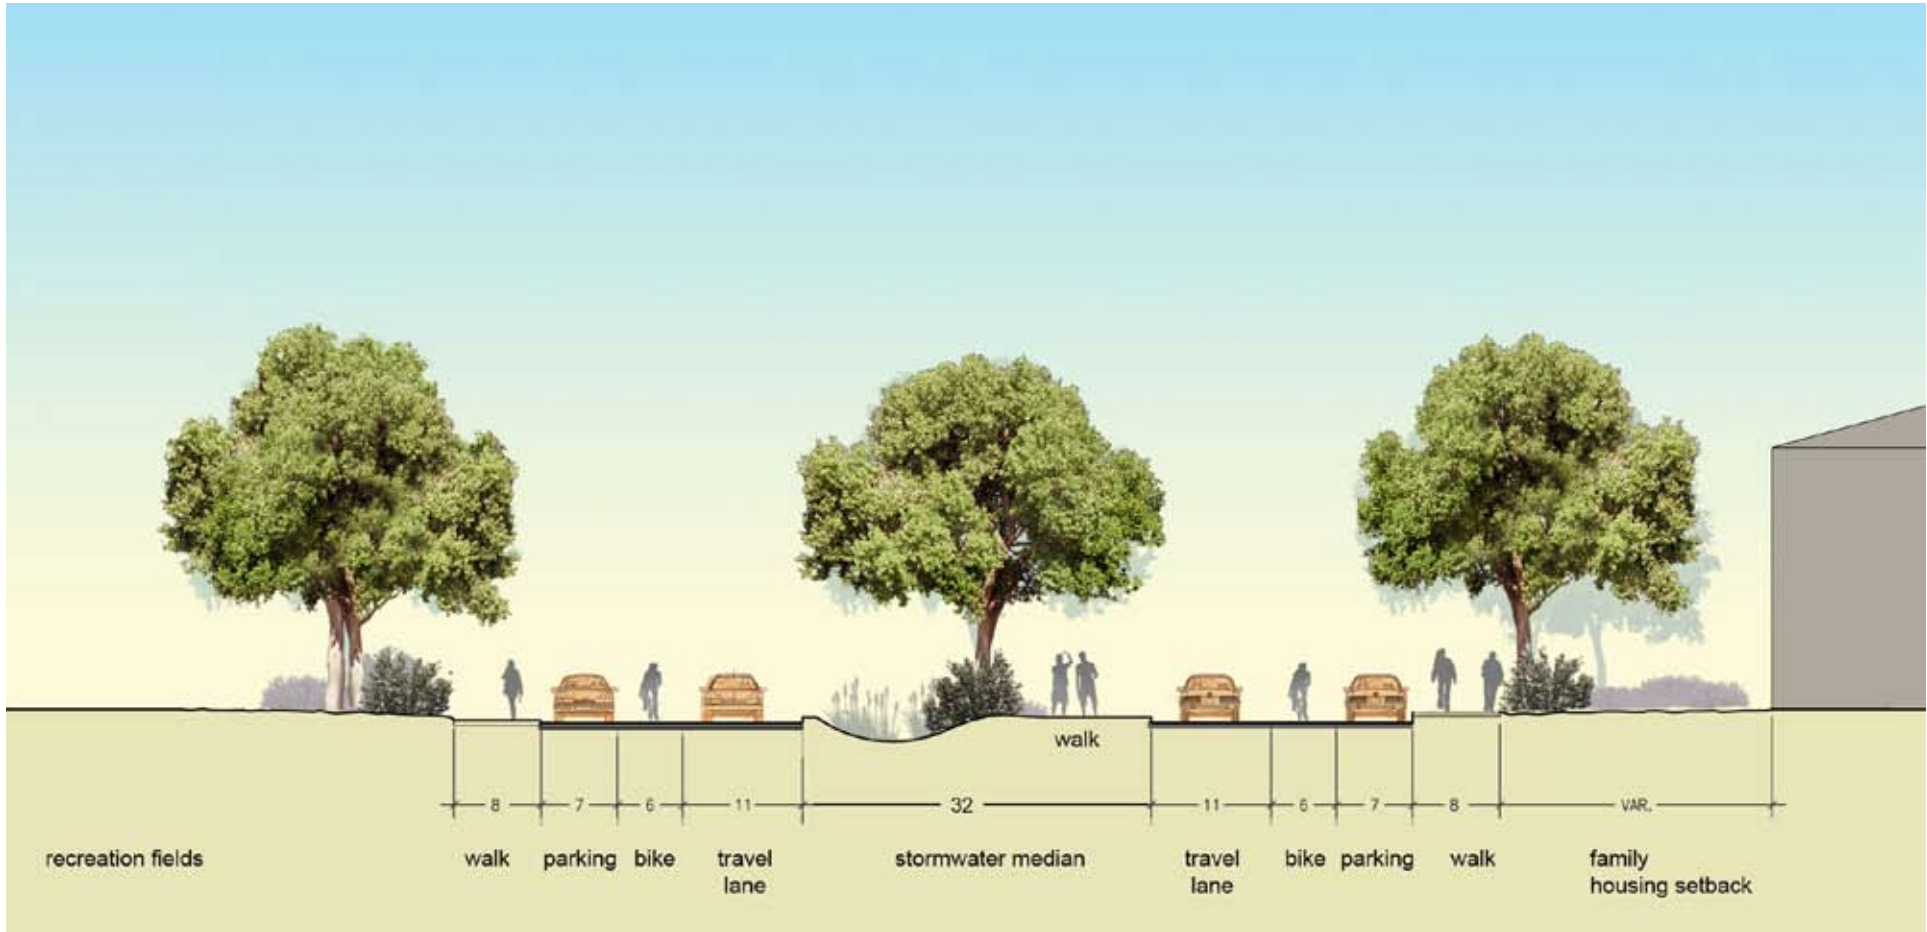 walk
8
7
6
11
32
11
6
7
8
VAR.
recreation fields
walk
parking
bike
travel
lane
stormwater median
travel
lane
bike
parking
walk
family
housing setback